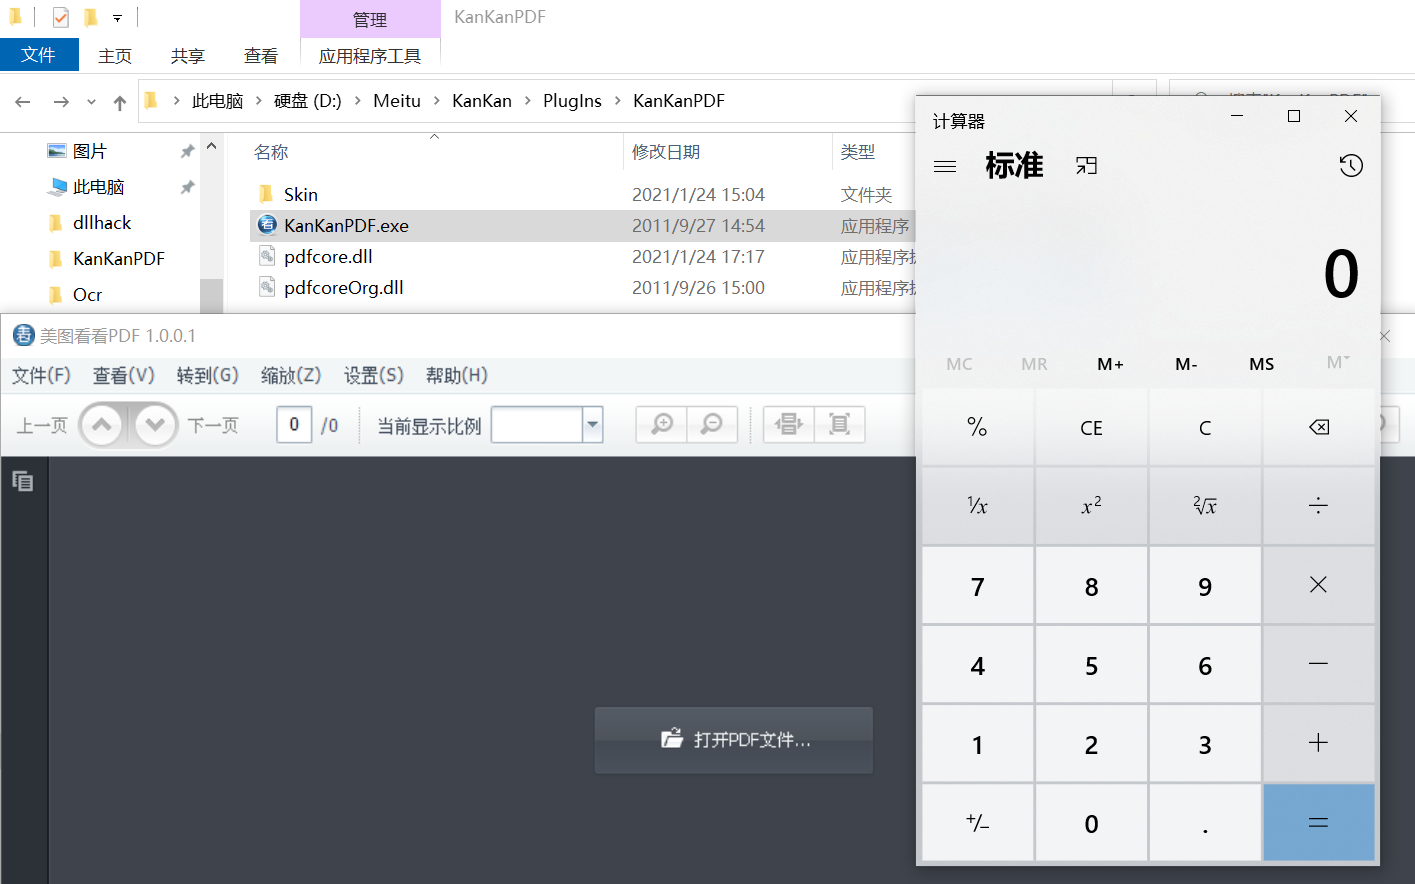 管理
KanKanPDF
文件
主页
共享
查看
应用程序工具
此电脑
硬盘 (D:)
Meitu
KanKan
PlugIns
KanKanPDF
图片
此电脑
dllhack
KanKanPDF
Ocr
名称
修改日期
类型
Skin
2021/1/24 15:04
文件夹
KanKanPDF.exe
2011/9/27 14:54
应用程序
pdfcore.dll
2021/1/24 17:17
应用程序
pdfcoreOrg.dll
2011/9/26 15:00
应用程序
美图看看PDF 1.0.0.1
文件(F)
查看(V)
转到(G)
缩放(Z)
设置(S)
帮助(H)
上一页
下一页
0
/0
当前显示比例
打开PDF文件...
计算器
标准
0
MC
MR
M+
M-
MS
M˅
%
CE
C
¹/x
x²
²√x
÷
7
8
9
×
4
5
6
−
1
2
3
+
+/−
0
.
=